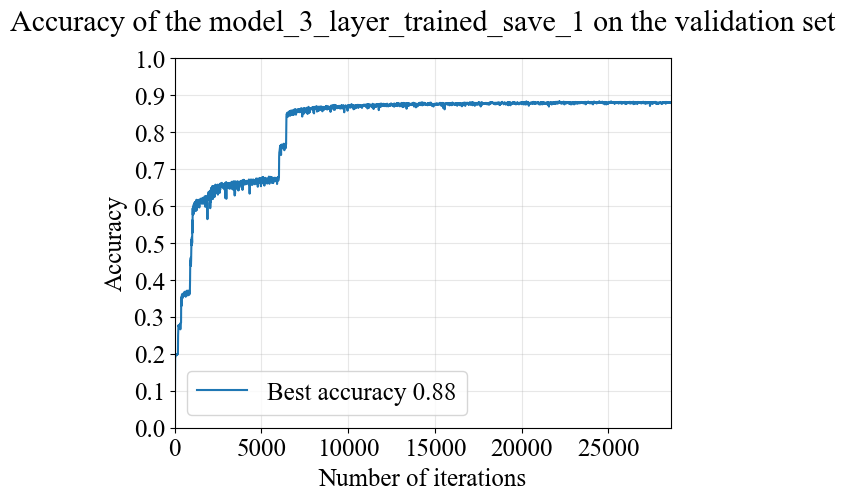 Accuracy of the model_3_layer_trained_save_1 on the validation set
1.0
0.9
0.8
0.7
0.6
0.5
0.4
0.3
0.2
0.1
0.0
Accuracy
Best accuracy 0.88
0 5000 10000 15000 20000 25000
Number of iterations